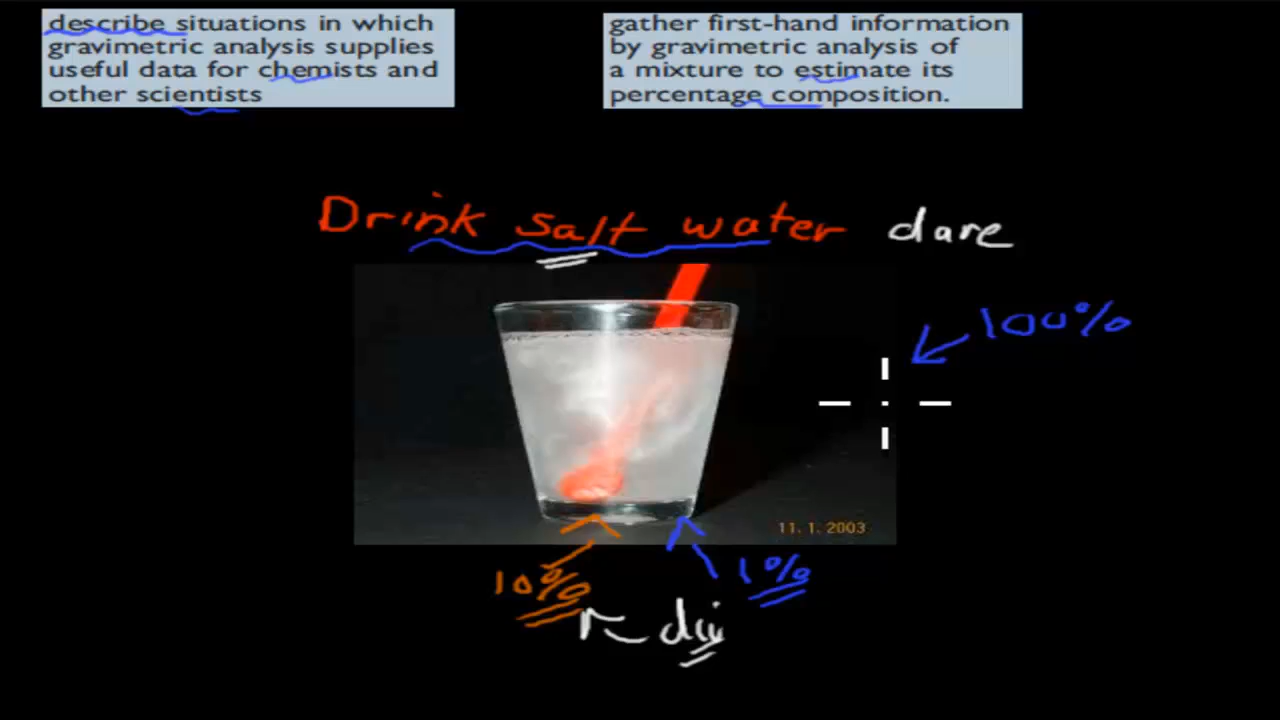 describe situations in which
gravimetric analysis supplies
useful data for chemists and
other scientists
gather first-hand information
by gravimetric analysis of
a mixture to estimate its
percentage composition.
Drink salt water dare
100%
11. 1. 2003
10%
1%